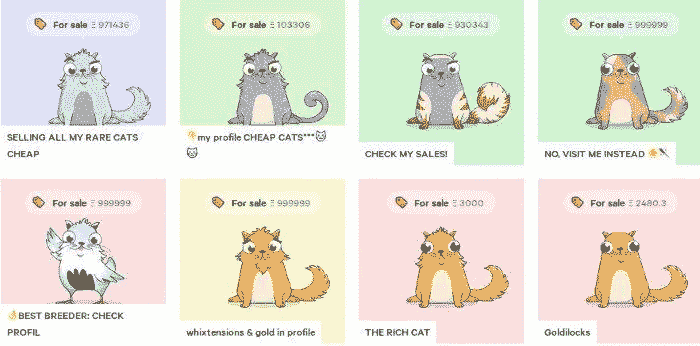 For sale Ξ 971436
For sale Ξ 103306
For sale Ξ 930343
For sale Ξ 999999
SELLING ALL MY RARE CATS
CHEAP
👇my profile CHEAP CATS***🐱
🐱
CHECK MY SALES!
NO, VISIT ME INSTEAD
For sale Ξ 999999
For sale Ξ 999999
For sale Ξ 3000
For sale Ξ 2480.3
👌BEST BREEDER: CHECK
PROFIL
whixtensions & gold in profile
THE RICH CAT
Goldilocks